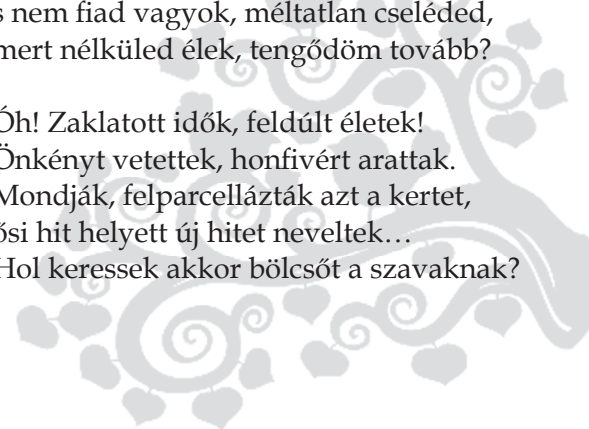 s nem fiad vagyok, méltatlan cseléded,
mert nélküled élek, tengődöm tovább?
Óh! Zaklatott idők, feldúlt életek!
Önkényt vetettek, honfivért arattak.
Mondják, felparcellázták azt a kertet,
ősi hit helyett új hitet neveltek…
Hol keressek akkor bölcsőt a szavaknak?